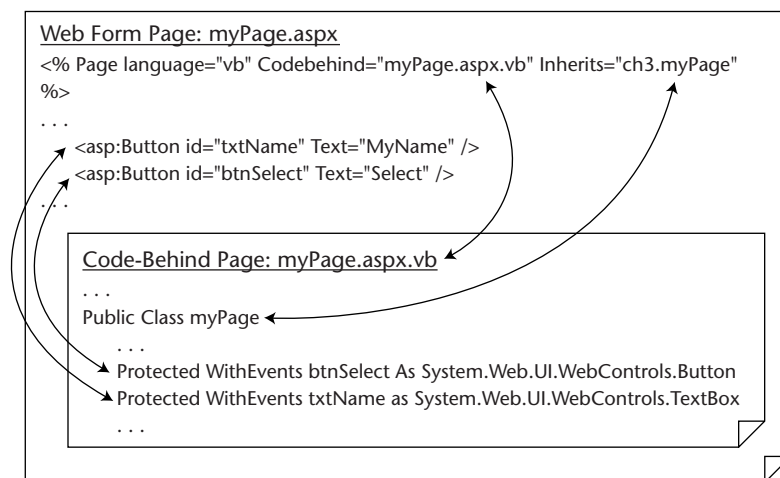 Web Form Page: myPage.aspx
<% Page language="vb" Codebehind="myPage.aspx.vb" Inherits="ch3.myPage"
%>
. . .
<asp:Button id="txtName" Text="MyName" />
<asp:Button id="btnSelect" Text="Select" />
. . .
Code-Behind Page: myPage.aspx.vb
. . .
Public Class myPage
. . .
Protected WithEvents btnSelect As System.Web.UI.WebControls.Button
Protected WithEvents txtName as System.Web.UI.WebControls.TextBox
. . .